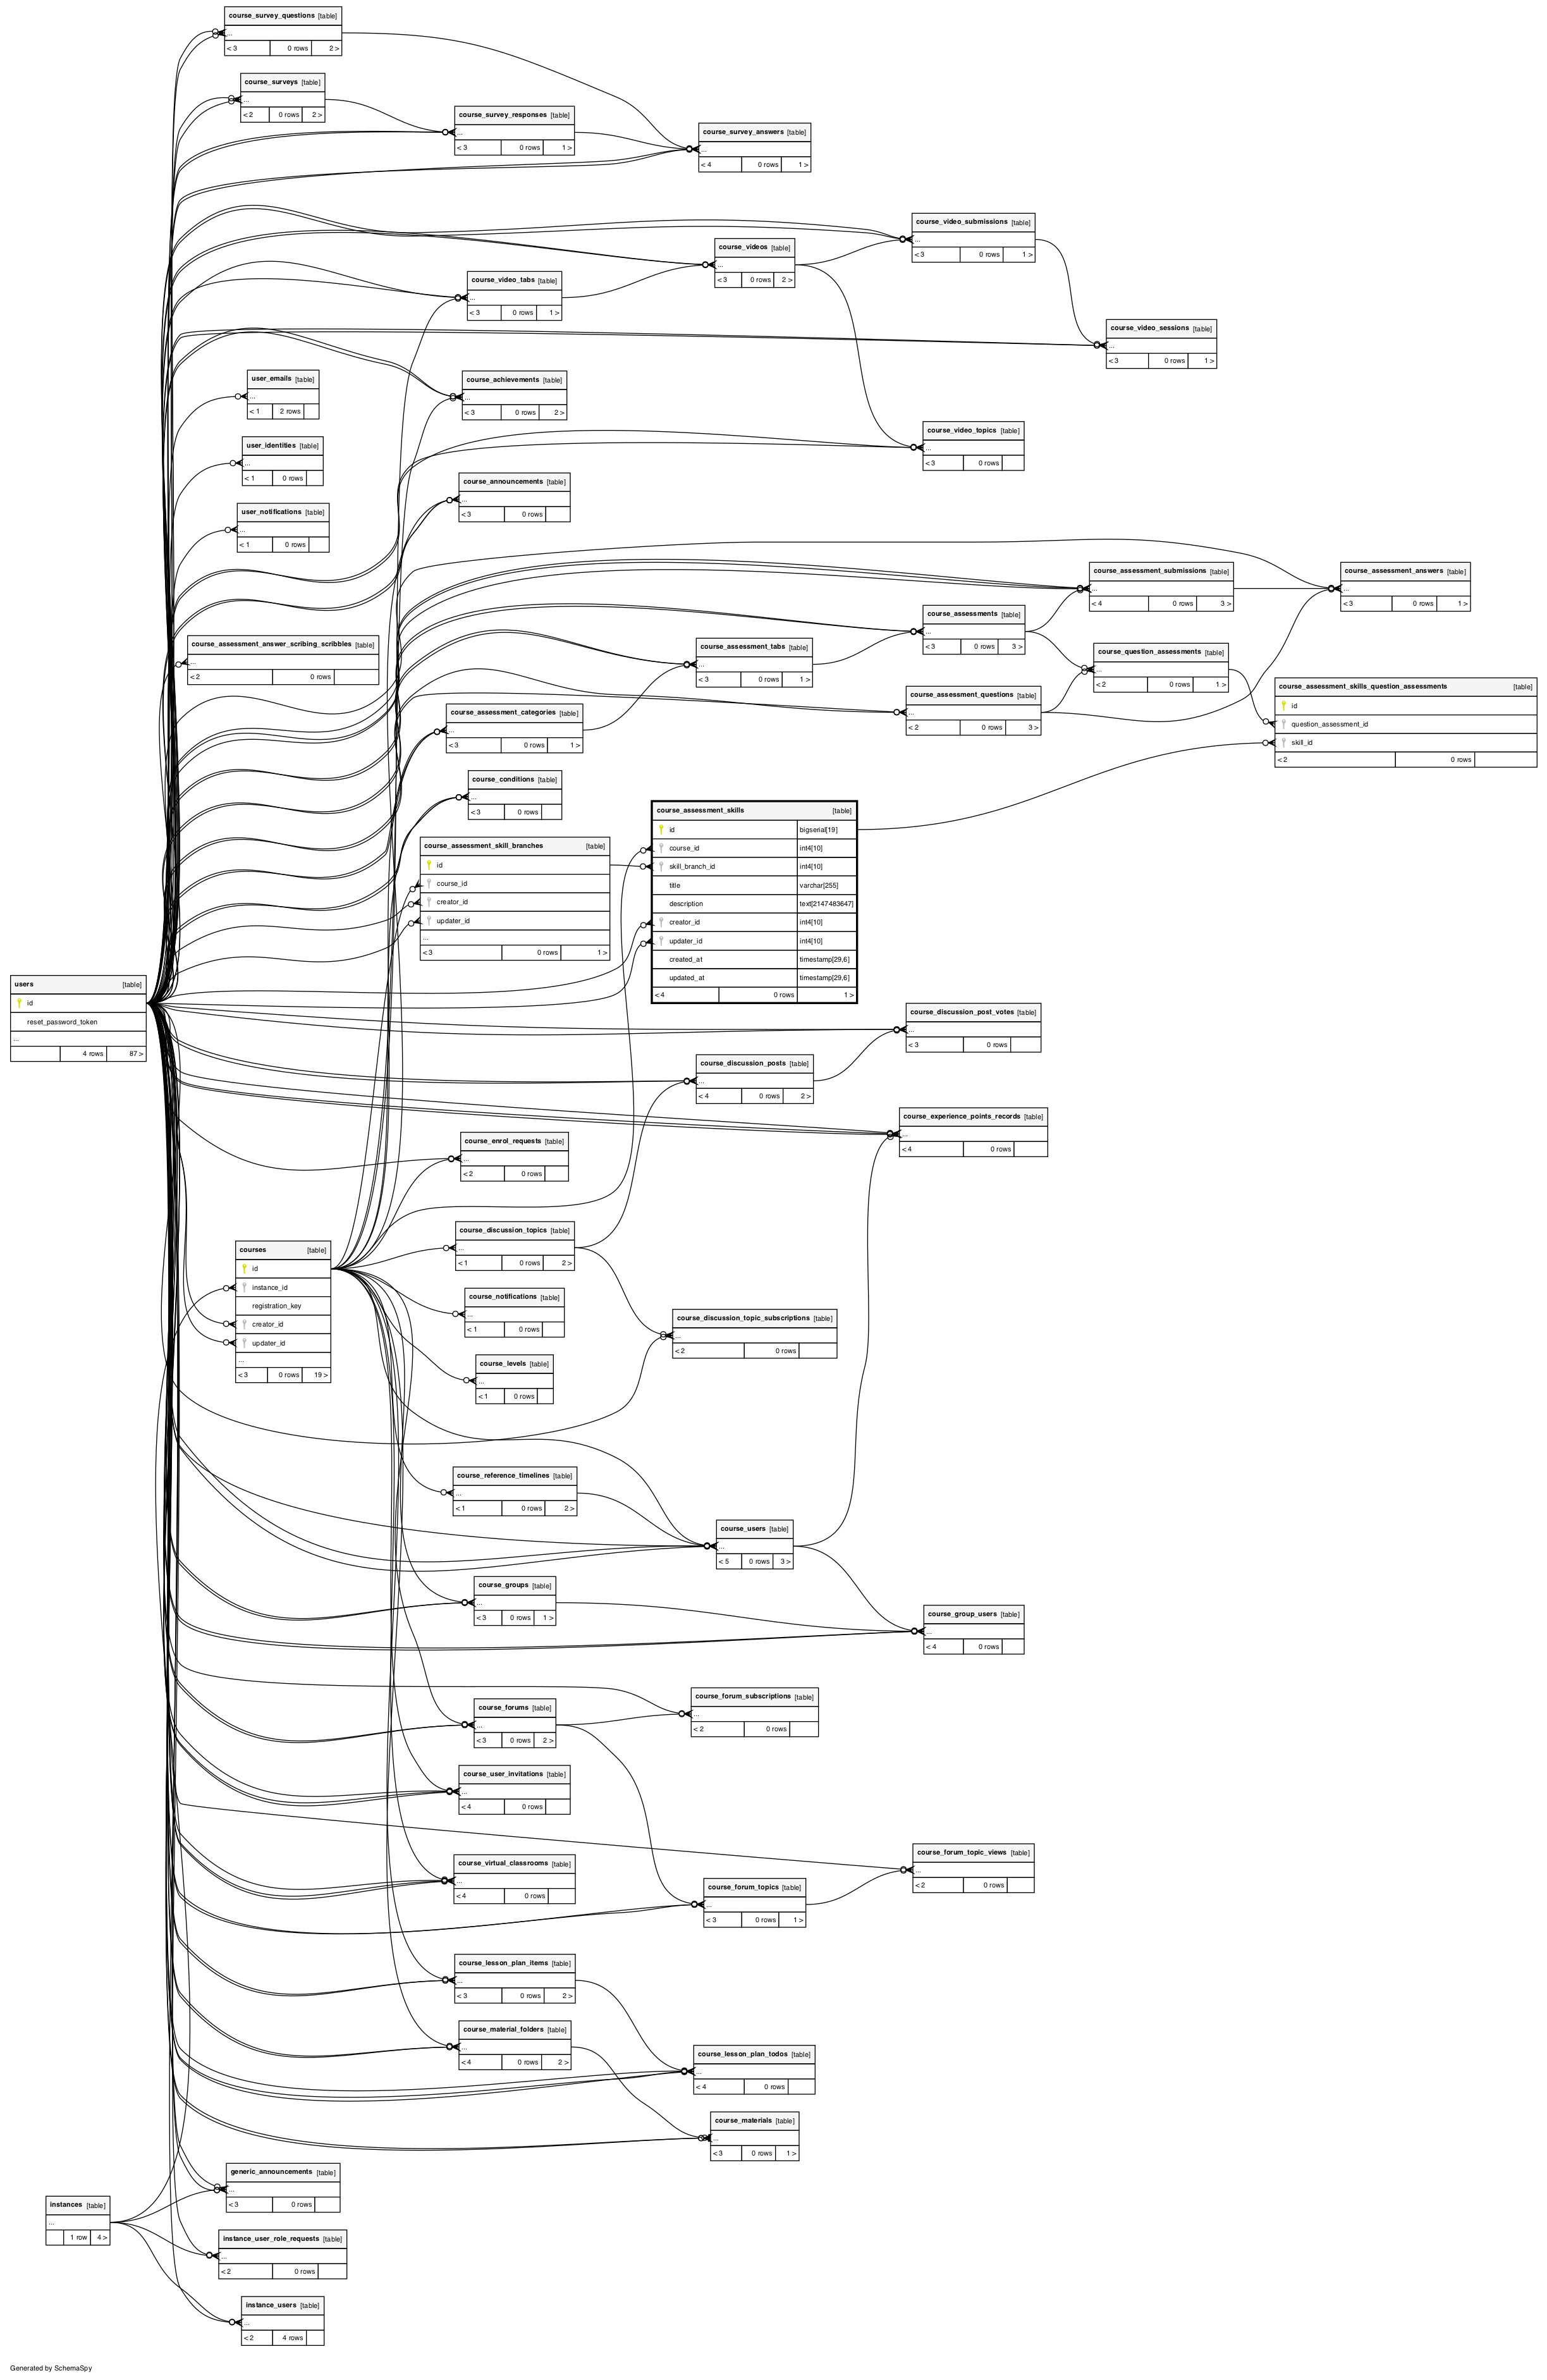 course_survey_questions [table]
...
< 3 0 rows 2 >
course_surveys [table]
...
< 2 0 rows 2 >
course_survey_responses [table]
...
< 3 0 rows 1 >
course_survey_answers [table]
...
< 4 0 rows 1 >
course_video_submissions [table]
...
< 3 0 rows 1 >
course_videos [table]
...
< 3 0 rows 2 >
course_video_tabs [table]
...
< 3 0 rows 1 >
course_video_sessions [table]
...
< 3 0 rows 1 >
user_emails [table]
...
< 1 2 rows
course_achievements [table]
...
< 3 0 rows 2 >
course_video_topics [table]
...
< 3 0 rows
user_identities [table]
...
< 1 0 rows
course_announcements [table]
...
< 3 0 rows
user_notifications [table]
...
< 1 0 rows
course_assessment_submissions [table]
...
< 4 0 rows 3 >
course_assessment_answers [table]
...
< 3 0 rows 1 >
course_assessments [table]
...
< 3 0 rows 3 >
course_assessment_answer_scribing_scribbles [table]
...
< 2 0 rows
course_assessment_tabs [table]
...
< 3 0 rows 1 >
course_question_assessments [table]
...
< 2 0 rows 1 >
course_assessment_skills_question_assessments [table]
id
question_assessment_id
skill_id
< 2 0 rows
course_assessment_questions [table]
...
< 2 0 rows 3 >
course_assessment_categories [table]
...
< 3 0 rows 1 >
course_conditions [table]
...
< 3 0 rows
course_assessment_skills [table]
id bigserial[19]
course_id int4[10]
skill_branch_id int4[10]
title varchar[255]
description text[2147483647]
creator_id int4[10]
updater_id int4[10]
created_at timestamp[29,6]
updated_at timestamp[29,6]
< 4 0 rows 1 >
course_assessment_skill_branches [table]
id
course_id
creator_id
updater_id
...
< 3 0 rows 1 >
users [table]
id
reset_password_token
...
4 rows 87 >
course_discussion_post_votes [table]
...
< 3 0 rows
course_discussion_posts [table]
...
< 4 0 rows 2 >
course_experience_points_records [table]
...
< 4 0 rows
course_enrol_requests [table]
...
< 2 0 rows
course_discussion_topics [table]
...
< 1 0 rows 2 >
courses [table]
id
instance_id
registration_key
creator_id
updater_id
...
< 3 0 rows 19 >
course_notifications [table]
...
< 1 0 rows
course_discussion_topic_subscriptions [table]
...
< 2 0 rows
course_levels [table]
...
< 1 0 rows
course_reference_timelines [table]
...
< 1 0 rows 2 >
course_users [table]
...
< 5 0 rows 3 >
course_groups [table]
...
< 3 0 rows 1 >
course_group_users [table]
...
< 4 0 rows
course_forum_subscriptions [table]
...
< 2 0 rows
course_forums [table]
...
< 3 0 rows 2 >
course_user_invitations [table]
...
< 4 0 rows
course_forum_topic_views [table]
...
< 2 0 rows
course_virtual_classrooms [table]
...
< 4 0 rows
course_forum_topics [table]
...
< 3 0 rows 1 >
course_lesson_plan_items [table]
...
< 3 0 rows 2 >
course_material_folders [table]
...
< 4 0 rows 2 >
course_lesson_plan_todos [table]
...
< 4 0 rows
course_materials [table]
...
< 3 0 rows 1 >
generic_announcements [table]
...
< 3 0 rows
instances [table]
...
1 row 4 >
instance_user_role_requests [table]
...
< 2 0 rows
instance_users [table]
...
< 2 4 rows
Generated by SchemaSpy